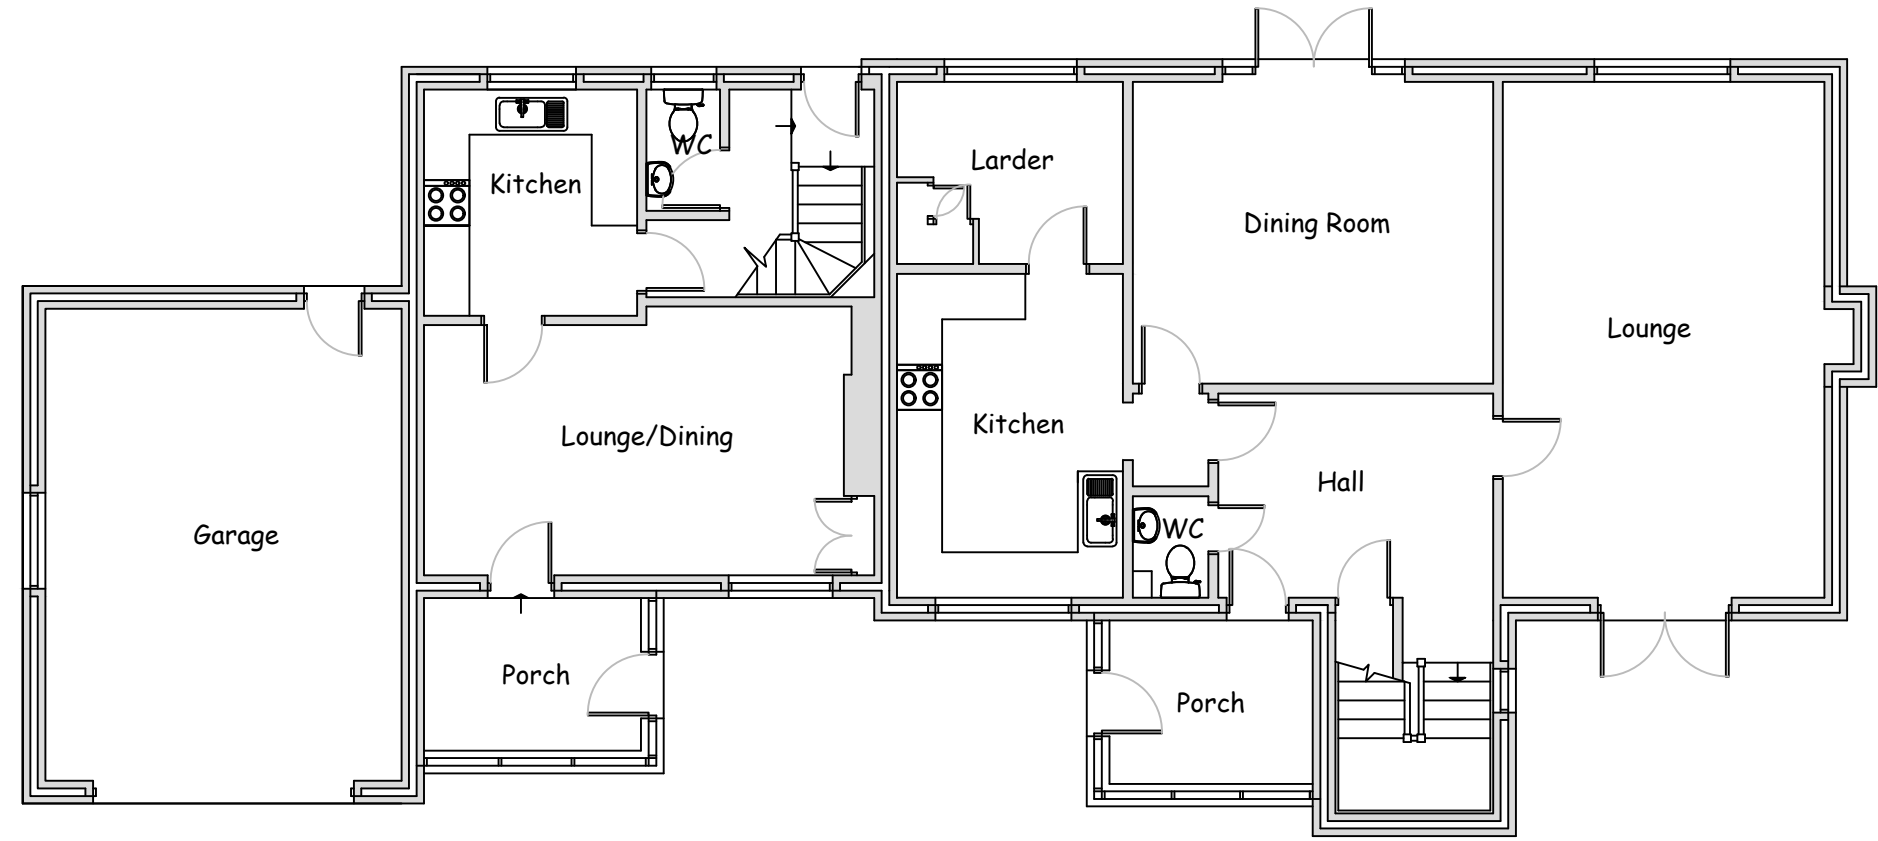 WC
Larder
Kitchen
Dining Room
Lounge
Kitchen
Lounge/Dining
Hall
Garage
WC
Porch
Porch